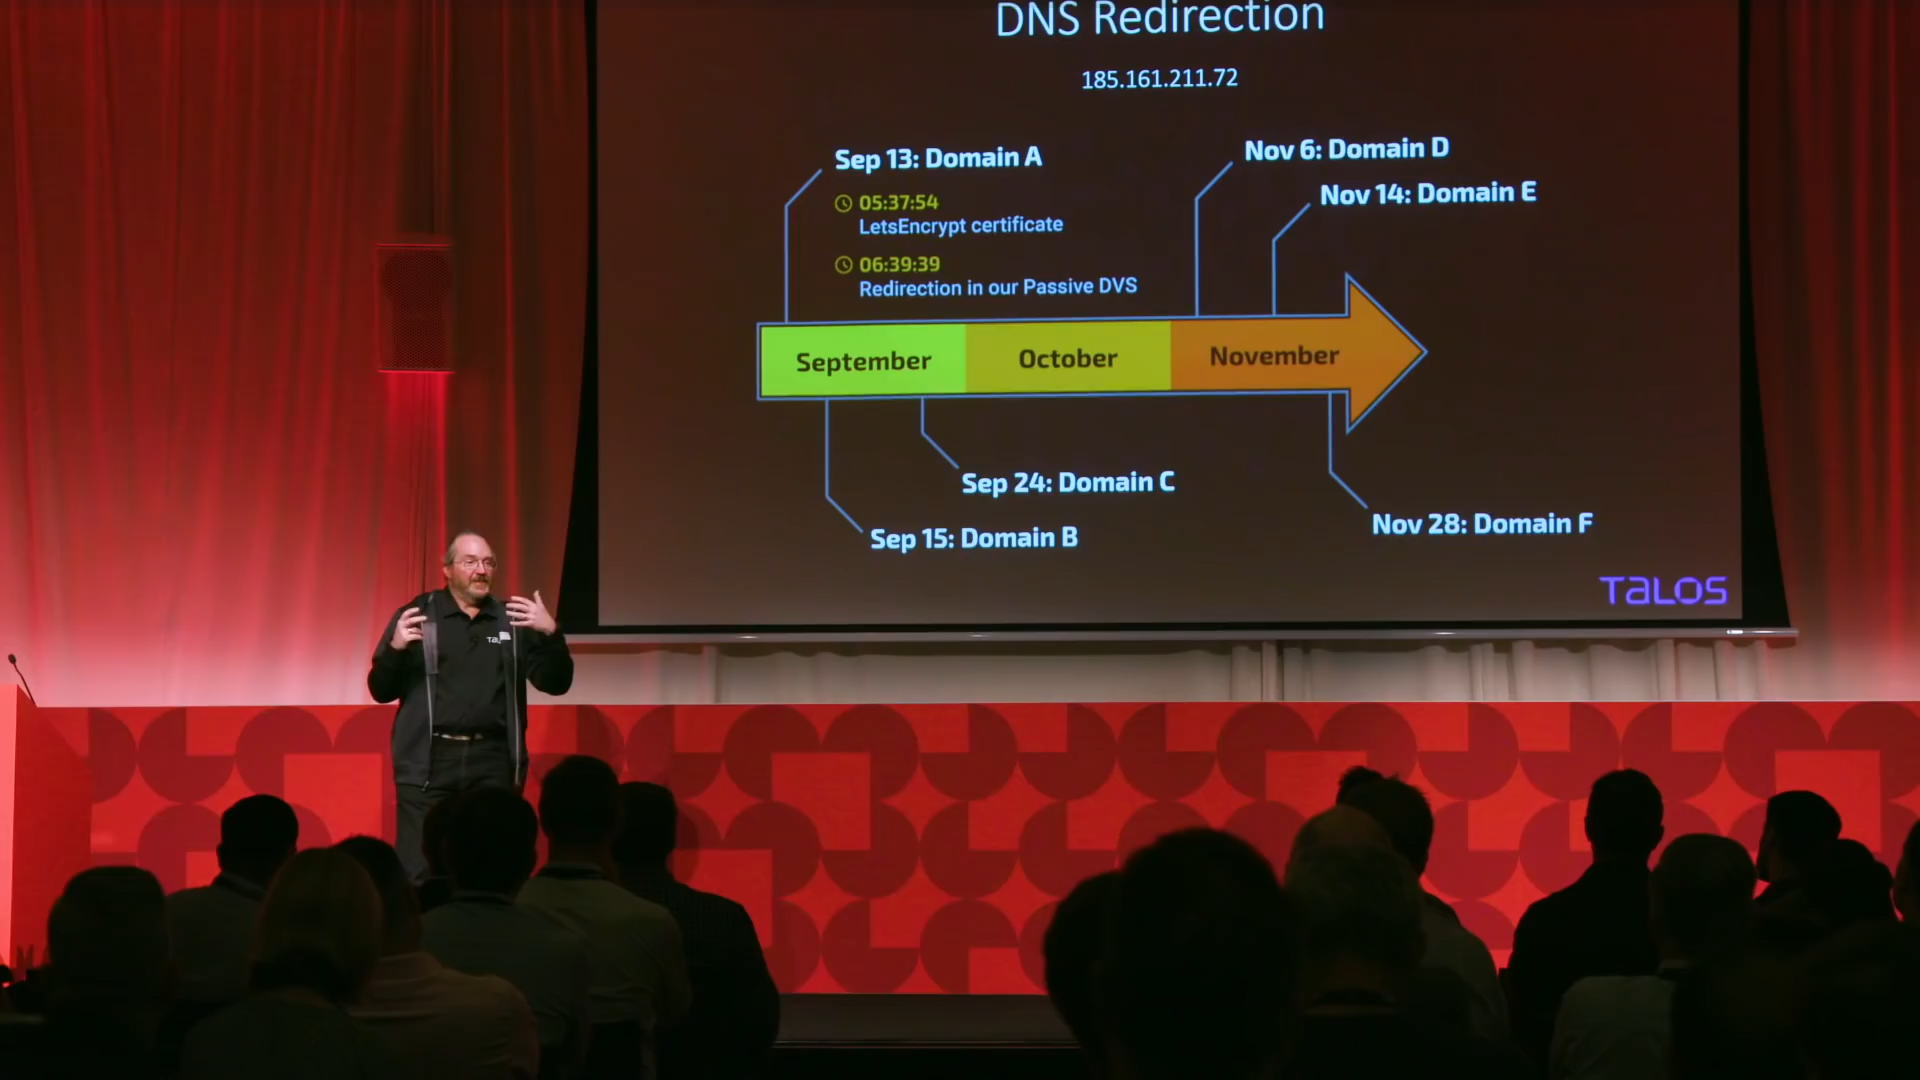 DNS Redirection
185.161.211.72
Sep 13: Domain A
05:37:54
LetsEncrypt certificate
06:39:39
Redirection in our Passive DVS
Nov 6: Domain D
Nov 14: Domain E
September
October
November
Sep 24: Domain C
Sep 15: Domain B
Nov 28: Domain F
TALOS